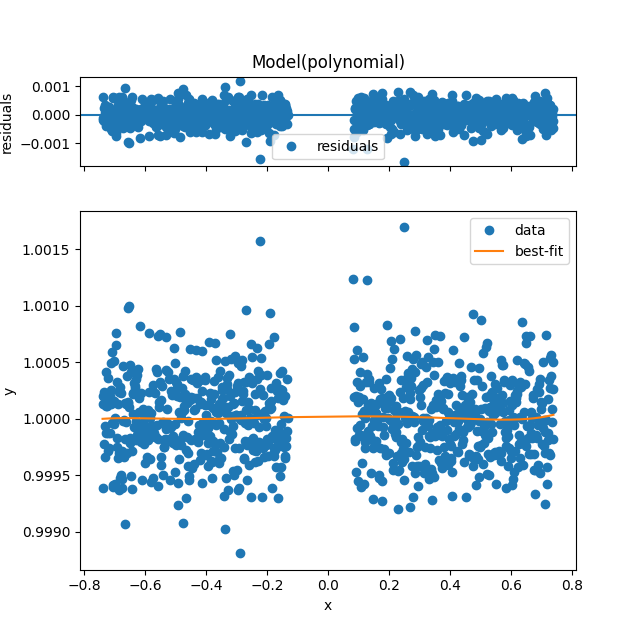 Model(polynomial)
residuals
0.001
0.000
−0.001
residuals
y
1.0015
1.0010
1.0005
1.0000
0.9995
0.9990
data
best-fit
−0.8 −0.6 −0.4 −0.2 0.0 0.2 0.4 0.6 0.8
x